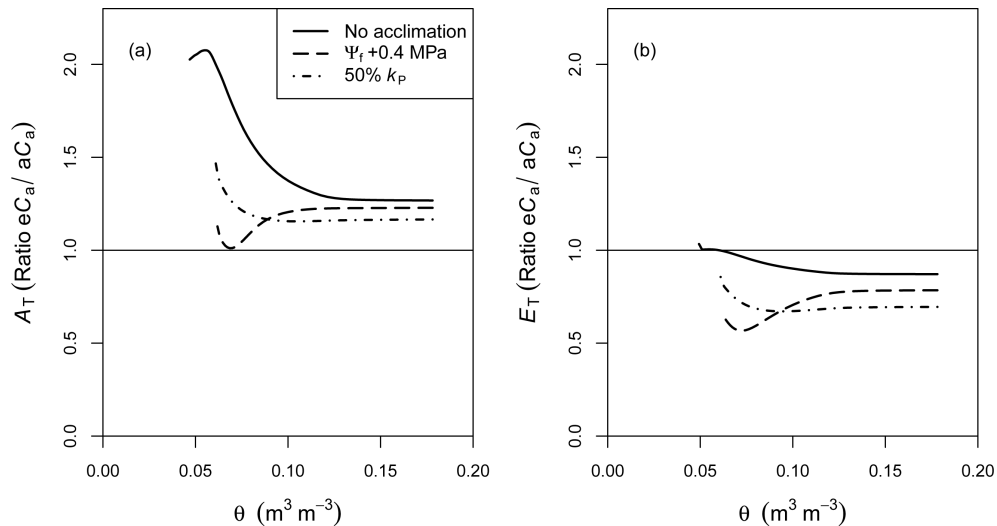 (a)
No acclimation
Ψf +0.4 MPa
50% kP
A_T (Ratio eCa/ aCa)
2.0
1.5
1.0
0.5
0.0
0.00 0.05 0.10 0.15 0.20
θ (m³ m⁻³)
(b)
E_T (Ratio eCa/ aCa)
2.0
1.5
1.0
0.5
0.0
0.00 0.05 0.10 0.15 0.20
θ (m³ m⁻³)